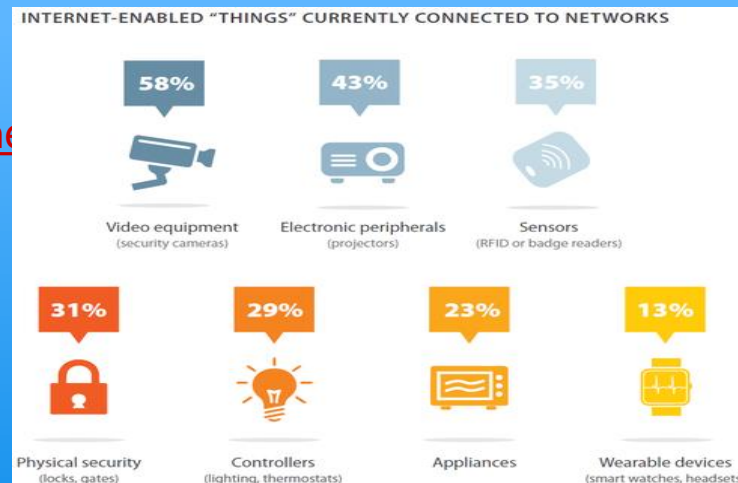 INTERNET-ENABLED “THINGS” CURRENTLY CONNECTED TO NETWORKS
58% 43% 35%
Video equipment Electronic peripherals Sensors
(security cameras) (projectors) (RFID or badge readers)
31% 29% 23% 13%
Physical security Controllers Appliances Wearable devices
(locks, gates) (lighting, thermostats) (smart watches, headsets